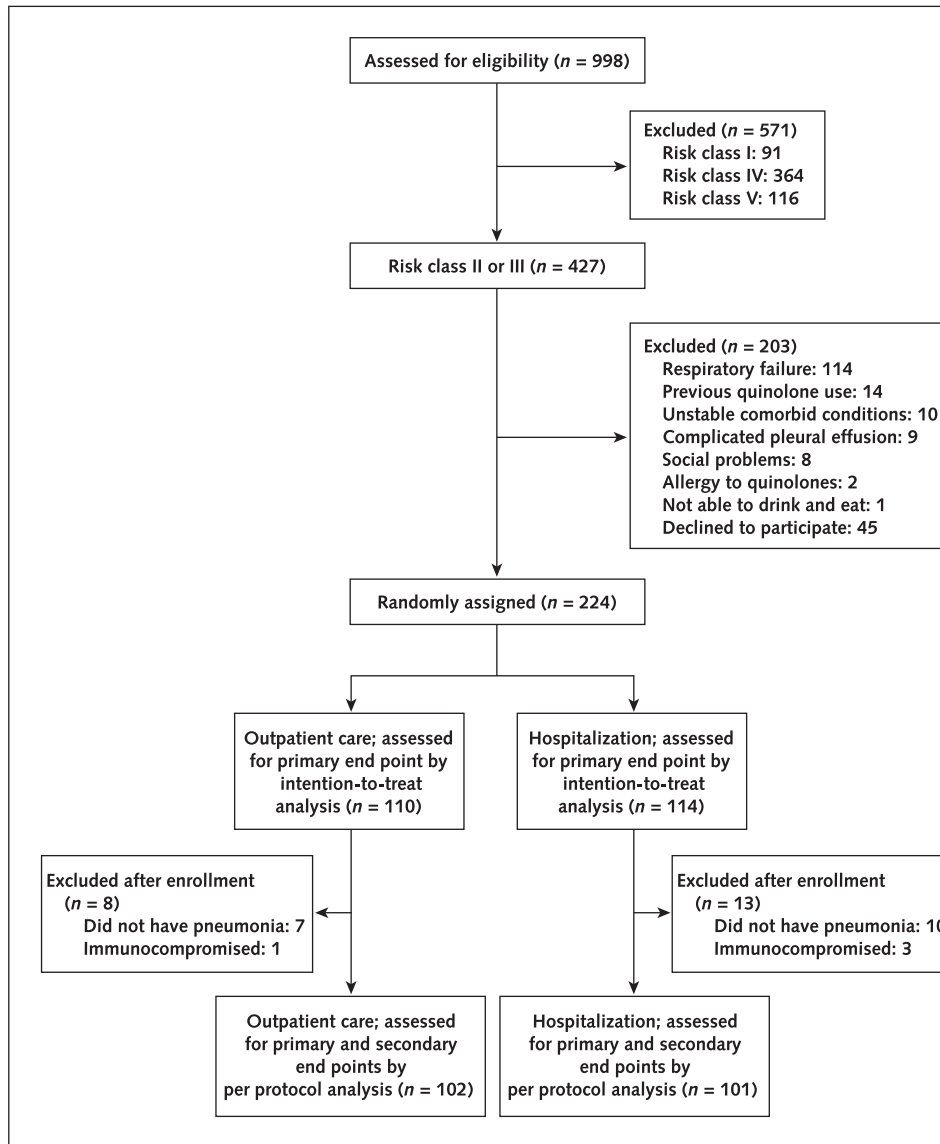 Assessed for eligibility (n = 998)
Excluded (n = 571)
Risk class I: 91
Risk class IV: 364
Risk class V: 116
Risk class II or III (n = 427)
Excluded (n = 203)
Respiratory failure: 114
Previous quinolone use: 14
Unstable comorbid conditions: 10
Complicated pleural effusion: 9
Social problems: 8
Allergy to quinolones: 2
Not able to drink and eat: 1
Declined to participate: 45
Randomly assigned (n = 224)
Outpatient care; assessed
for primary end point by
intention-to-treat
analysis (n = 110)
Hospitalization; assessed
for primary end point by
intention-to-treat
analysis (n = 114)
Excluded after enrollment
(n = 8)
Did not have pneumonia: 7
Immunocompromised: 1
Excluded after enrollment
(n = 13)
Did not have pneumonia: 10
Immunocompromised: 3
Outpatient care; assessed
for primary and secondary
end points by
per protocol analysis (n = 102)
Hospitalization; assessed
for primary and secondary
end points by
per protocol analysis (n = 101)